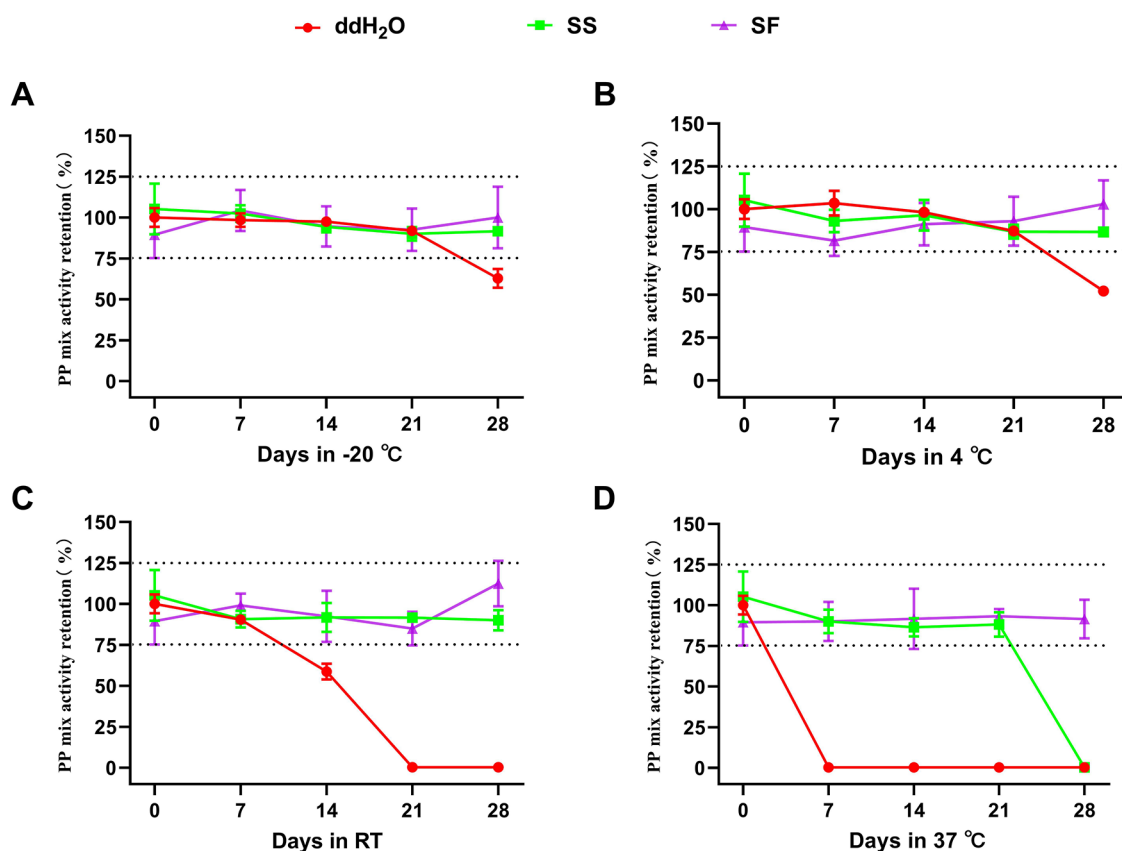 ddH₂O SS SF
A
PP mix activity retention( %)
150
125
100
75
50
25
0
0 7 14 21 28
Days in -20 ℃
B
PP mix activity retention( %)
150
125
100
75
50
25
0
0 7 14 21 28
Days in 4 ℃
C
PP mix activity retention( %)
150
125
100
75
50
25
0
0 7 14 21 28
Days in RT
D
PP mix activity retention( %)
150
125
100
75
50
25
0
0 7 14 21 28
Days in 37 ℃